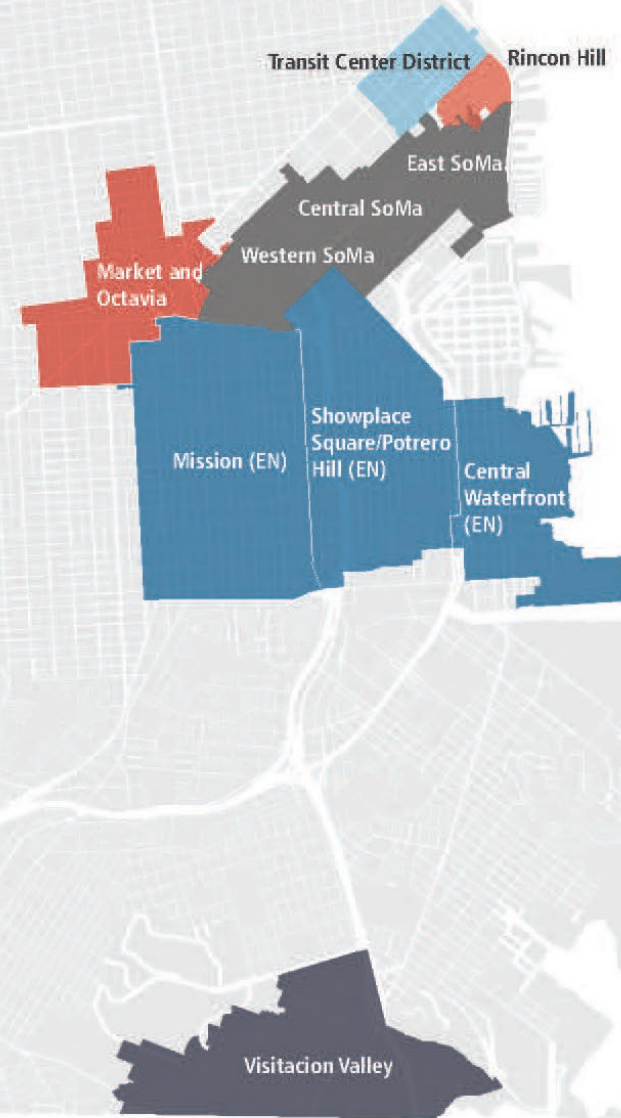 Transit Center District
Rincon Hill
East SoMa
Central SoMa
Western SoMa
Market and
Octavia
Showplace
Square/Potrero
Hill (EN)
Mission (EN)
Central
Waterfront
(EN)
Visitacion Valley